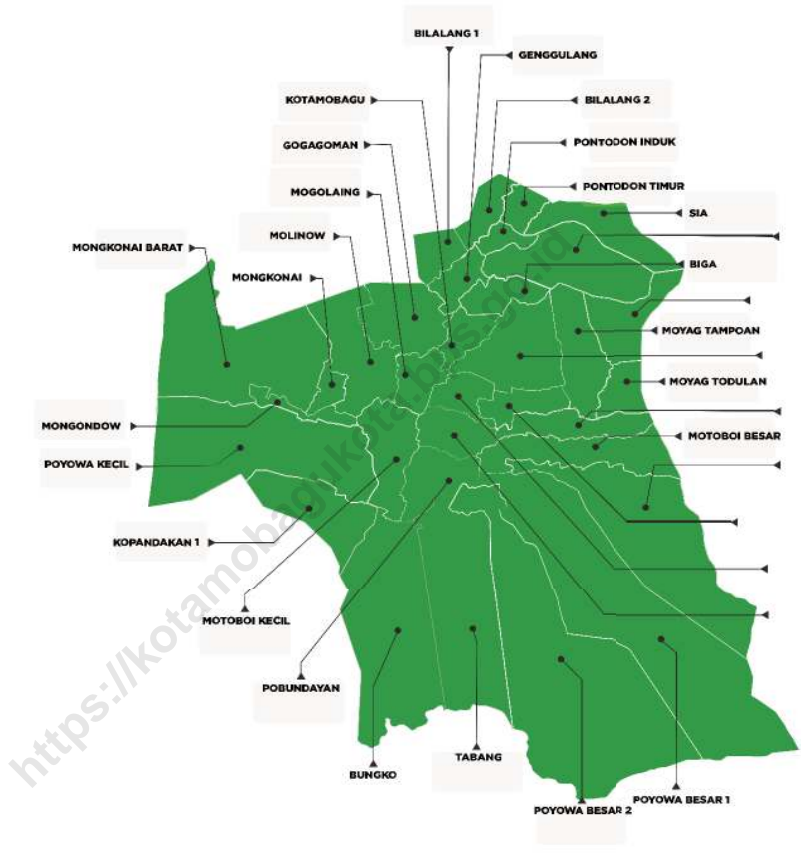 BILALANG 1
GENGGULANG
KOTAMOBAGU
BILALANG 2
GOGAGOMAN
PONTODON INDUK
MOGOLAING
PONTODON TIMUR
SIA
MOLINOW
MONGKONAI BARAT
BIGA
MONGKONAI
MOYAG TAMPOAN
MOYAG TODULAN
MONGONDOW
MOTOBOI BESAR
POYOWA KECIL
KOPANDAKAN 1
MOTOBOI KECIL
POBUNDAYAN
TABANG
BUNGKO
POYOWA BESAR 1
POYOWA BESAR 2
https://kotamobagukota.bps.go.id